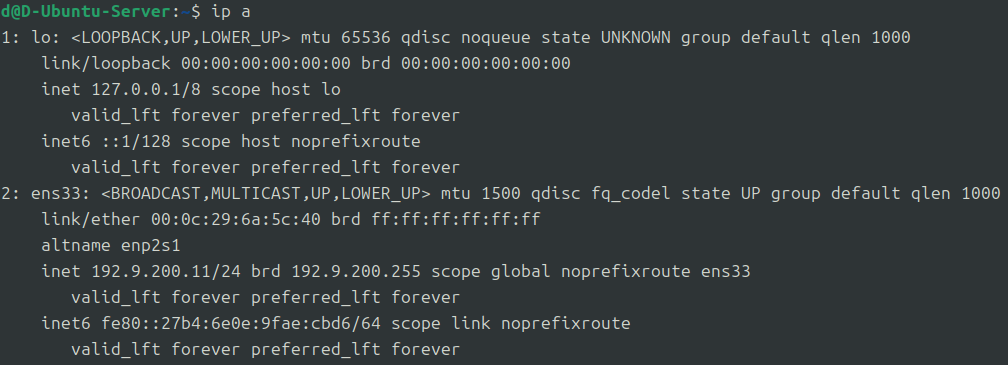 d@D-Ubuntu-Server:~$ ip a
1: lo: <LOOPBACK,UP,LOWER_UP> mtu 65536 qdisc noqueue state UNKNOWN group default qlen 1000
    link/loopback 00:00:00:00:00:00 brd 00:00:00:00:00:00
    inet 127.0.0.1/8 scope host lo
       valid_lft forever preferred_lft forever
    inet6 ::1/128 scope host noprefixroute
       valid_lft forever preferred_lft forever
2: ens33: <BROADCAST,MULTICAST,UP,LOWER_UP> mtu 1500 qdisc fq_codel state UP group default qlen 1000
    link/ether 00:0c:29:6a:5c:40 brd ff:ff:ff:ff:ff:ff
    altname enp2s1
    inet 192.9.200.11/24 brd 192.9.200.255 scope global noprefixroute ens33
       valid_lft forever preferred_lft forever
    inet6 fe80::27b4:6e0e:9fae:cbd6/64 scope link noprefixroute
       valid_lft forever preferred_lft forever